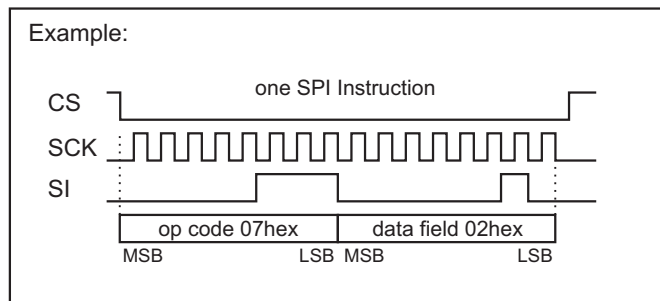 Example:
one SPI Instruction
CS
SCK
SI
op code 07hex data field 02hex
MSB LSB MSB LSB